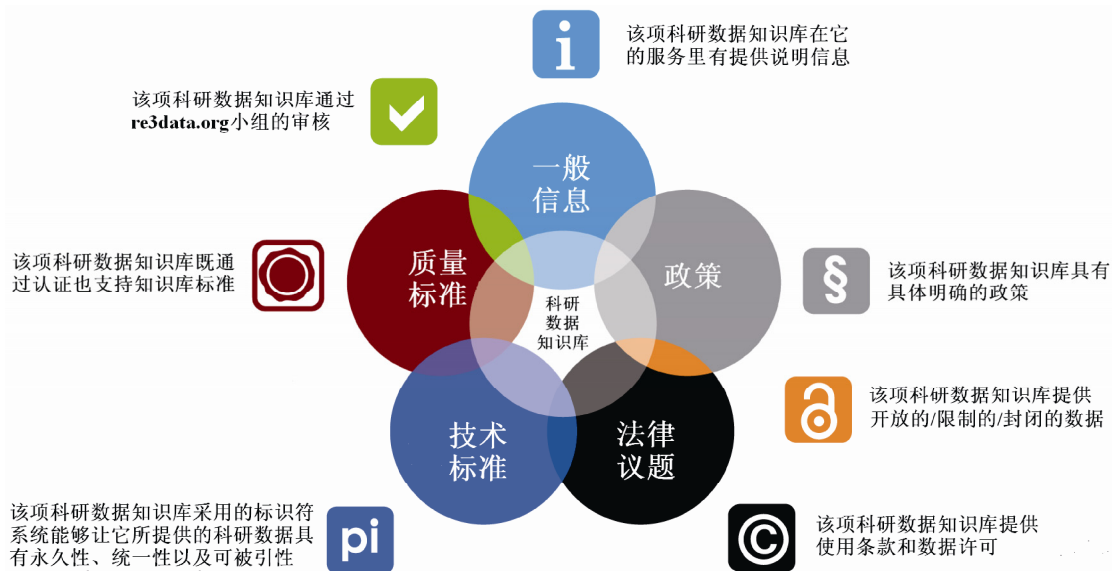 i
该项科研数据知识库在它
的服务里有提供说明信息
该项科研数据知识库通过
re3data.org小组的审核
一般
信息
质量
标准
政策
科研
数据
知识库
技术
标准
法律
议题
该项科研数据知识库既通
过认证也支持知识库标准
§
该项科研数据知识库具有
具体明确的政策
该项科研数据知识库提供
开放的/限制的/封闭的数据
该项科研数据知识库采用的标识符
系统能够让它所提供的科研数据具
有永久性、统一性以及可被引性
pi
©
该项科研数据知识库提供
使用条款和数据许可